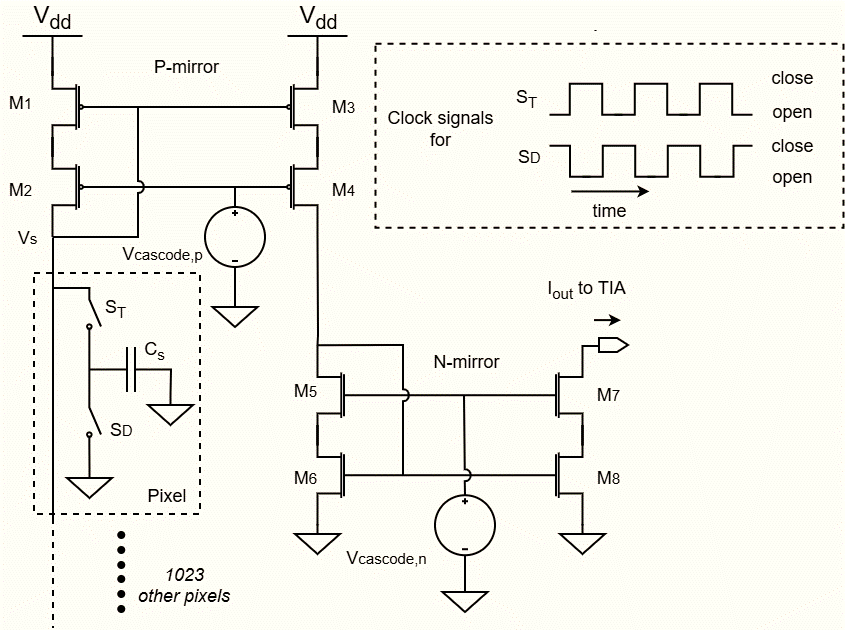 Vdd
Vdd
P-mirror
M1
M3
M2
M4
Vs
Vcascode,p
+
-
ST
Cs
SD
Pixel
1023
other pixels
Clock signals
for
ST
close
open
SD
close
open
time
Iout to TIA
N-mirror
M5
M7
M6
M8
Vcascode,n
+
-